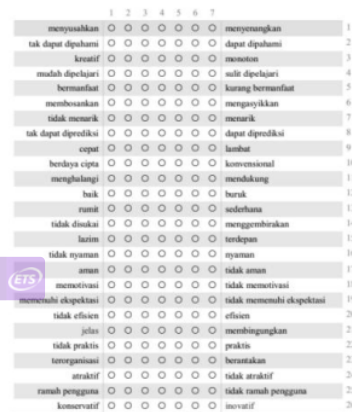 1 2 3 4 5 6 7
menyusahkan menyenangkan 1
tak dapat dipahami dapat dipahami 2
kreatif monoton 3
mudah dipelajari sulit dipelajari 4
bermanfaat kurang bermanfaat 5
membosankan mengasyikkan 6
tidak menarik menarik 7
tak dapat diprediksi dapat diprediksi 8
cepat lambat 9
berdaya cipta konvensional
menghalangi mendukung
baik buruk
rumit sederhana
tidak disukai menggembirakan
lazim terdepan
tidak nyaman nyaman
aman tidak aman
ETS
memotivasi tidak memotivasi
memenuhi ekspektasi tidak memenuhi ekspektasi
tidak efisien efisien
jelas membingungkan
tidak praktis praktis
terorganisasi berantakan
atraktif tidak atraktif
ramah pengguna tidak ramah pengguna
konservatif inovatif